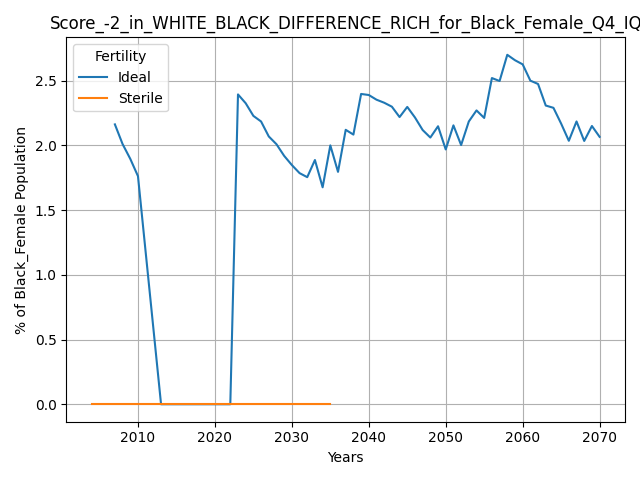 Score_-2_in_WHITE_BLACK_DIFFERENCE_RICH_for_Black_Female_Q4_IQ
Fertility
Ideal
Sterile
% of Black_Female Population
2.5
2.0
1.5
1.0
0.5
0.0
2010 2020 2030 2040 2050 2060 2070
Years